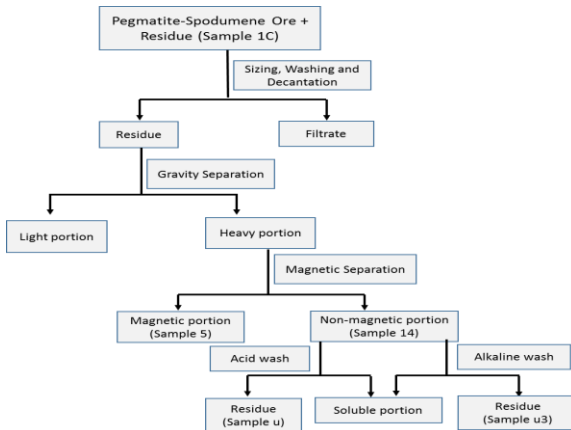 Pegmatite-Spodumene Ore +
Residue (Sample 1C)
Sizing, Washing and
Decantation
Residue
Filtrate
Gravity Separation
Light portion
Heavy portion
Magnetic Separation
Magnetic portion
(Sample 5)
Non-magnetic portion
(Sample 14)
Acid wash
Alkaline wash
Residue
(Sample u)
Soluble portion
Residue
(Sample u3)